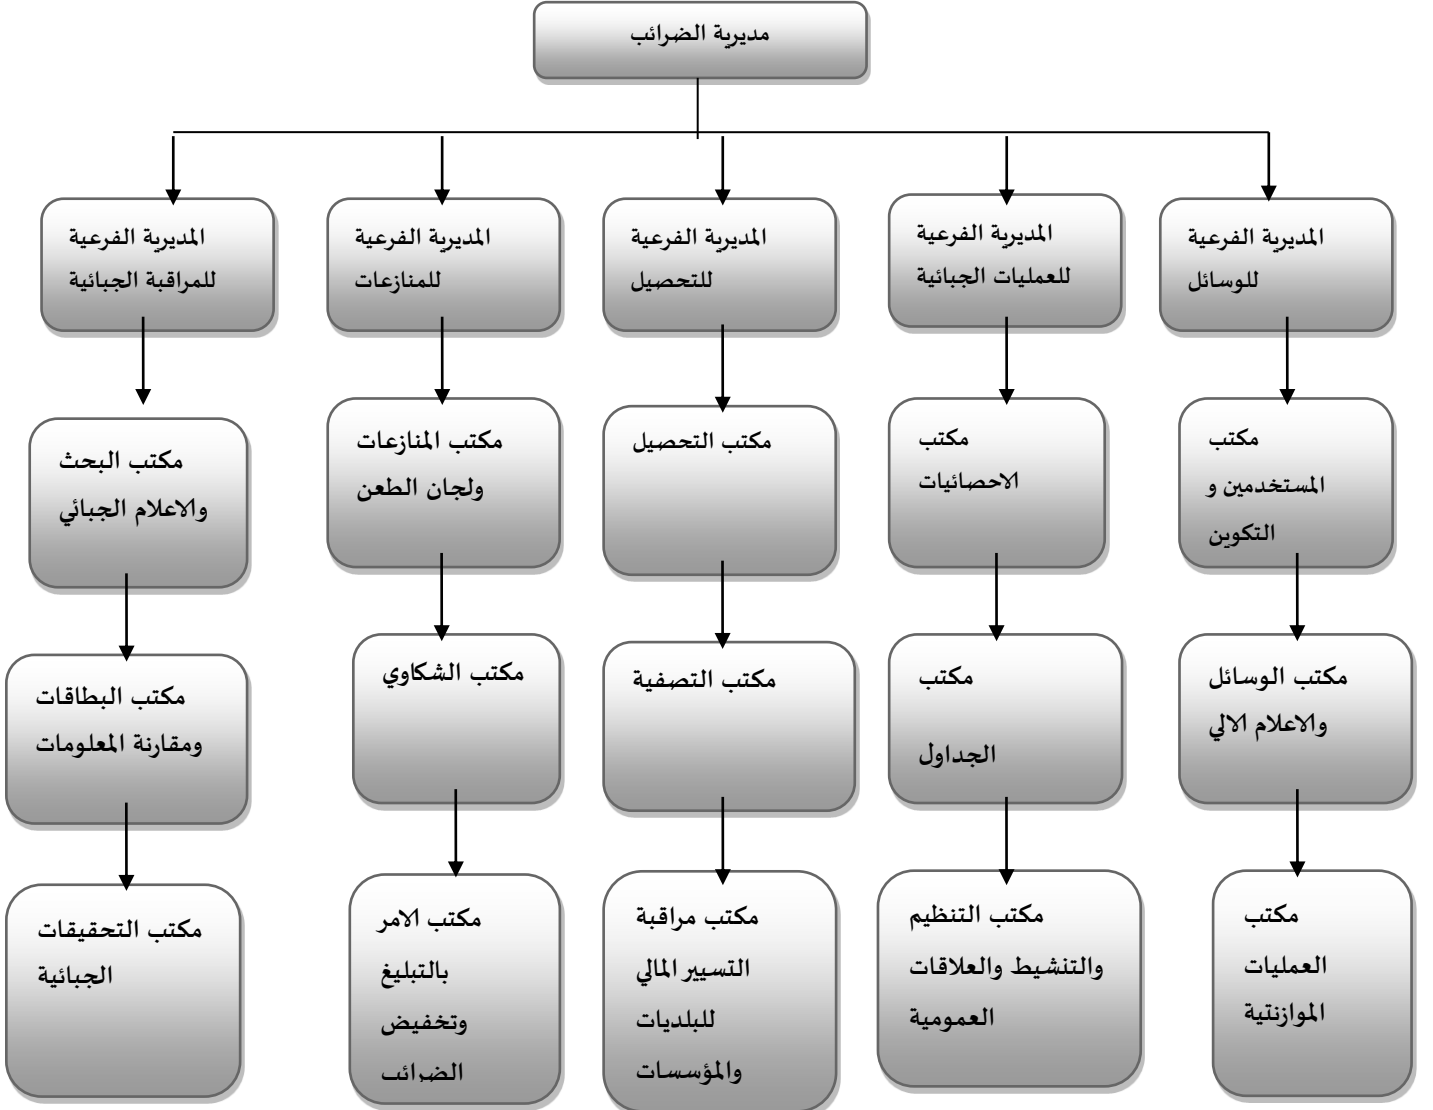 مديرية الضرائب
المديرية الفرعية
للوسائل
المديرية الفرعية
للعمليات الجبائية
المديرية الفرعية
للتحصيل
المديرية الفرعية
للمنازعات
المديرية الفرعية
للمراقبة الجبائية
مكتب
المستخدمين و
التكوين
مكتب
الاحصائيات
مكتب التحصيل
مكتب المنازعات
ولجان الطعن
مكتب البحث
والاعلام الجبائي
مكتب الوسائل
والاعلام الالي
مكتب
الجداول
مكتب التصفية
مكتب الشكاوي
مكتب البطاقات
ومقارنة المعلومات
مكتب
العمليات
الموازنتية
مكتب التنظيم
والتنشيط والعلاقات
العمومية
مكتب مراقبة
التسيير المالي
للبلديات
والمؤسسات
مكتب الامر
بالتبليغ
وتخفيض
الضرائب
مكتب التحقيقات
الجبائية